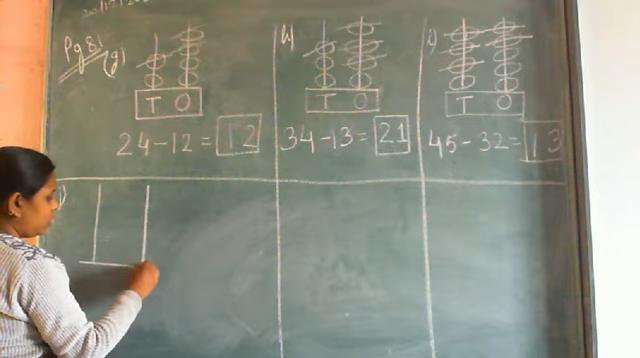 Pg 81
(g)
T O
24-12=12
h)
T O
34-13=21
i)
T O
45-32=13